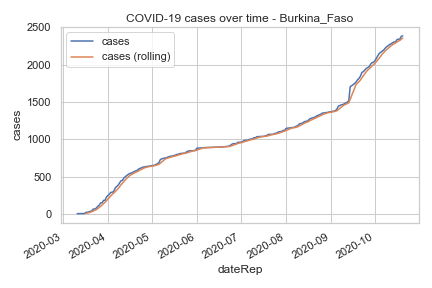 COVID-19 cases over time - Burkina_Faso
cases
cases (rolling)
2500
2000
1500
1000
500
0
cases
2020-03
2020-04
2020-05
2020-06
2020-07
2020-08
2020-09
2020-10
dateRep